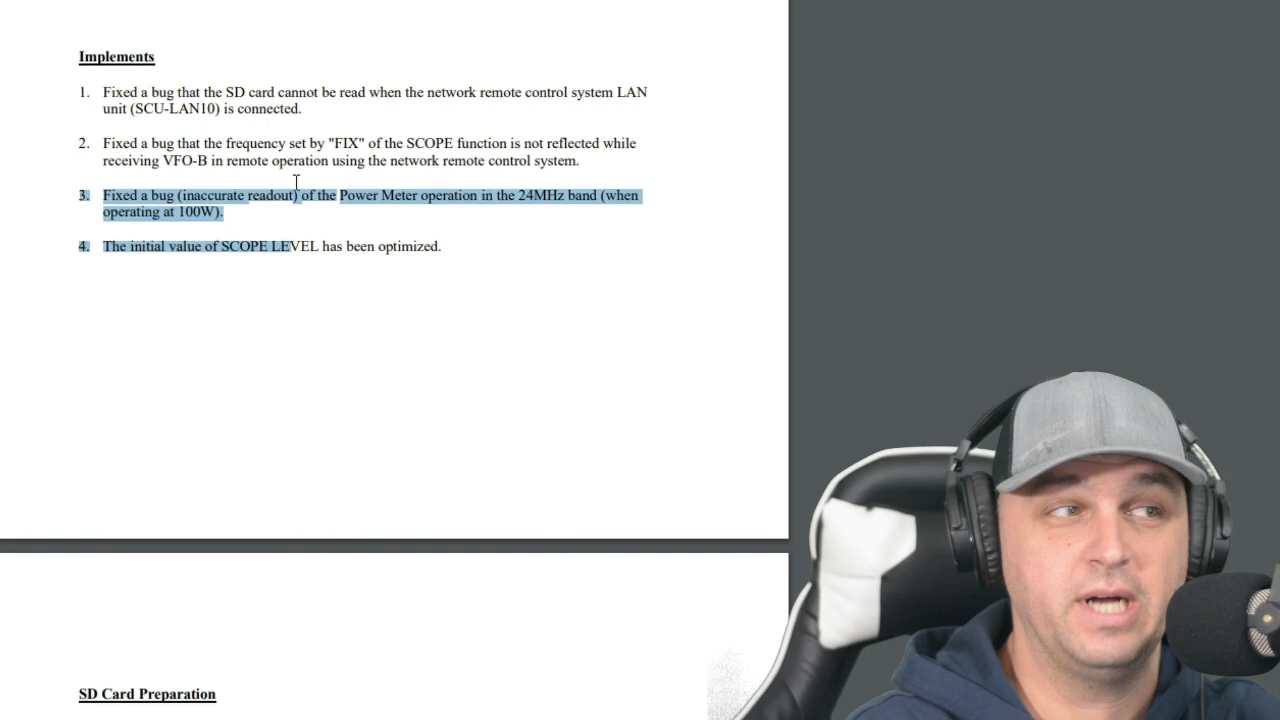 Implements
1. Fixed a bug that the SD card cannot be read when the network remote control system LAN
unit (SCU-LAN10) is connected.
2. Fixed a bug that the frequency set by "FIX" of the SCOPE function is not reflected while
receiving VFO-B in remote operation using the network remote control system.
3. Fixed a bug (inaccurate readout) of the Power Meter operation in the 24MHz band (when
operating at 100W).
4. The initial value of SCOPE LEVEL has been optimized.
SD Card Preparation